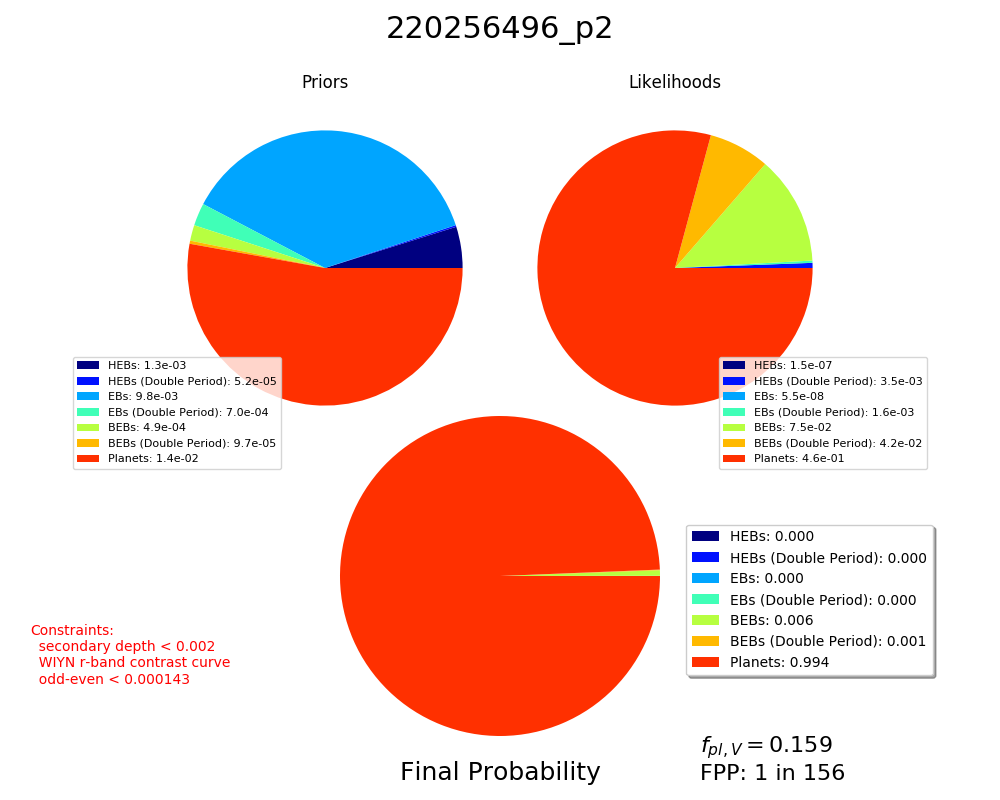 220256496_p2
Priors
Likelihoods
HEBs: 1.3e-03
HEBs (Double Period): 5.2e-05
EBs: 9.8e-03
EBs (Double Period): 7.0e-04
BEBs: 4.9e-04
BEBs (Double Period): 9.7e-05
Planets: 1.4e-02
HEBs: 1.5e-07
HEBs (Double Period): 3.5e-03
EBs: 5.5e-08
EBs (Double Period): 1.6e-03
BEBs: 7.5e-02
BEBs (Double Period): 4.2e-02
Planets: 4.6e-01
HEBs: 0.000
HEBs (Double Period): 0.000
EBs: 0.000
EBs (Double Period): 0.000
BEBs: 0.006
BEBs (Double Period): 0.001
Planets: 0.994
Constraints:
secondary depth < 0.002
WIYN r-band contrast curve
odd-even < 0.000143
f_{pl, V} = 0.159
Final Probability
FPP: 1 in 156